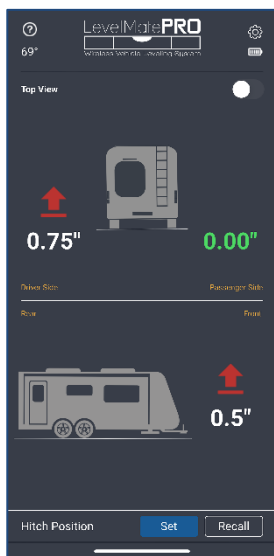 LevelMatePRO
Wireless Vehicle Leveling System
69°
Top View
0.75"
0.00"
Driver Side
Passenger Side
Rear
Front
0.5"
Hitch Position
Set
Recall